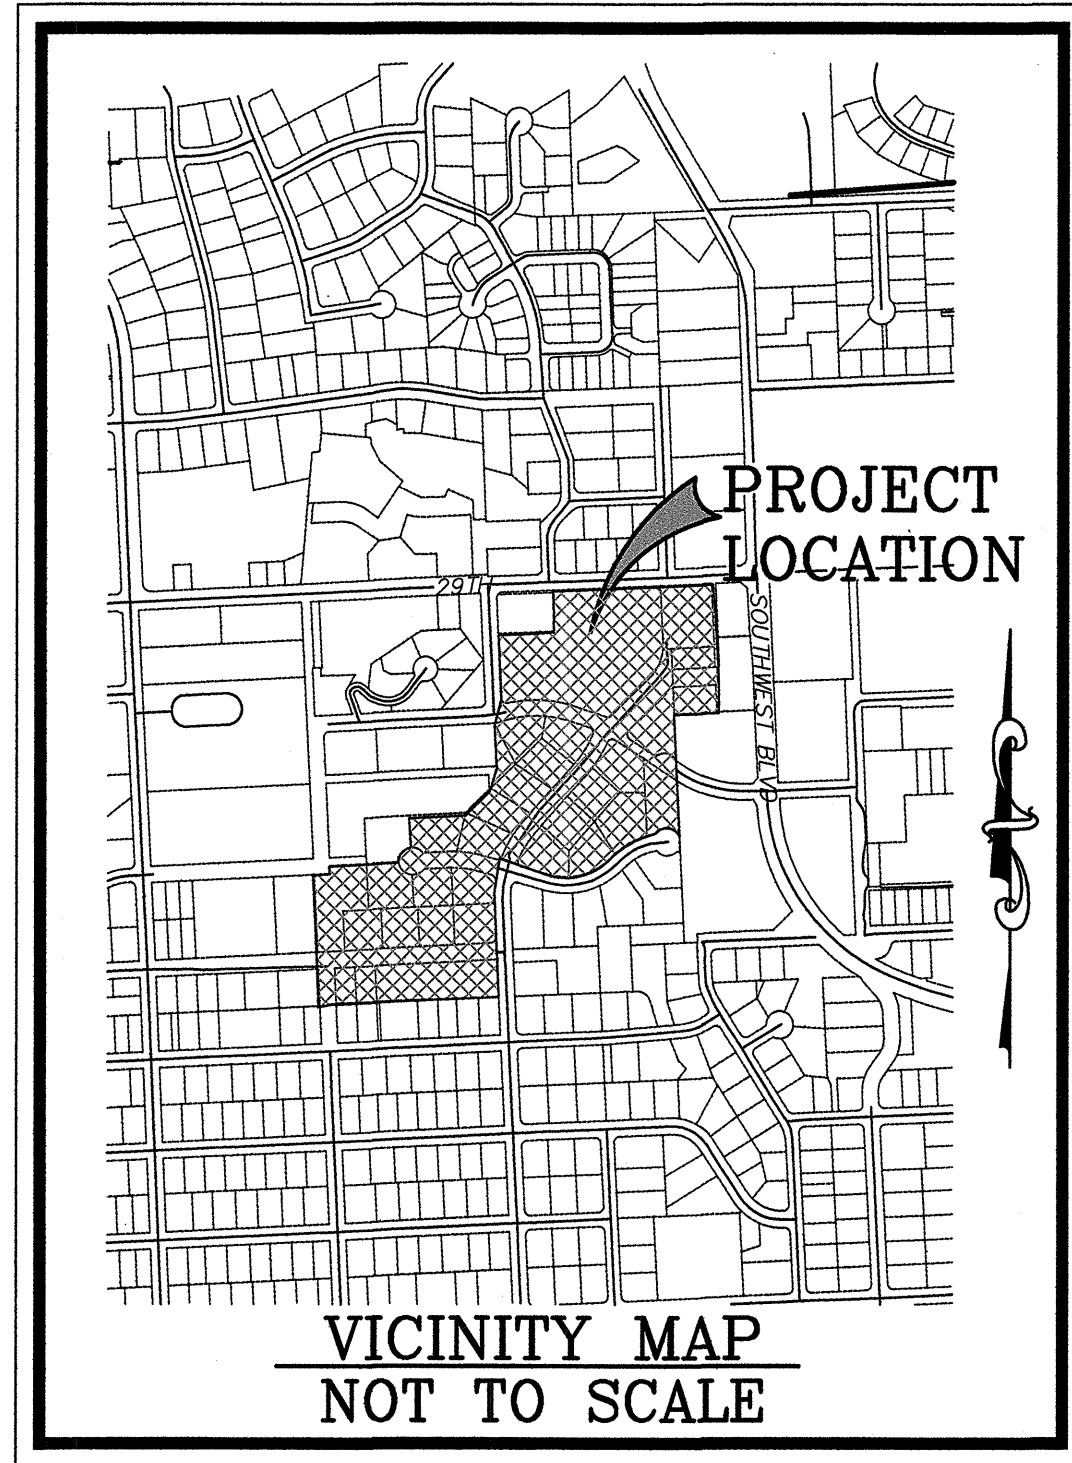 PROJECT
LOCATION
29TH
SOUTHWEST BLVD
VICINITY MAP
NOT TO SCALE